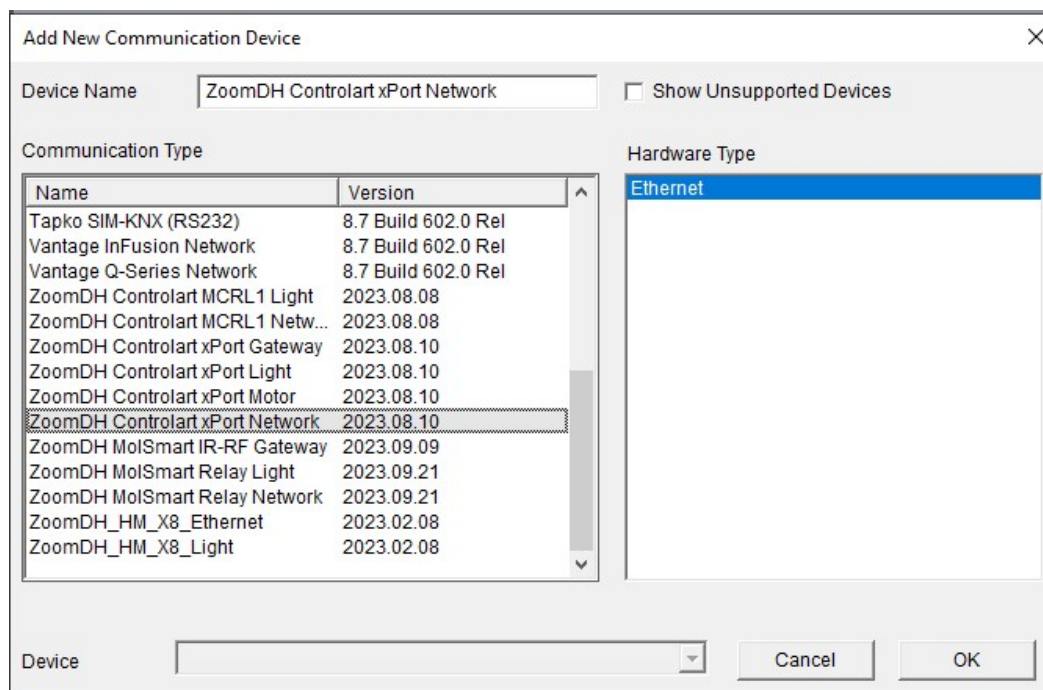 Add New Communication Device
Device Name ZoomDH Controlart xPort Network Show Unsupported Devices
Communication Type Hardware Type
Name Version Ethernet
Tapko SIM-KNX (RS232) 8.7 Build 602.0 Rel
Vantage InFusion Network 8.7 Build 602.0 Rel
Vantage Q-Series Network 8.7 Build 602.0 Rel
ZoomDH Controlart MCRL1 Light 2023.08.08
ZoomDH Controlart MCRL1 Netw... 2023.08.08
ZoomDH Controlart xPort Gateway 2023.08.10
ZoomDH Controlart xPort Light 2023.08.10
ZoomDH Controlart xPort Motor 2023.08.10
ZoomDH Controlart xPort Network 2023.08.10
ZoomDH MolSmart IR-RF Gateway 2023.09.09
ZoomDH MolSmart Relay Light 2023.09.21
ZoomDH MolSmart Relay Network 2023.09.21
ZoomDH_HM_X8_Ethernet 2023.02.08
ZoomDH_HM_X8_Light 2023.02.08
Device Cancel OK